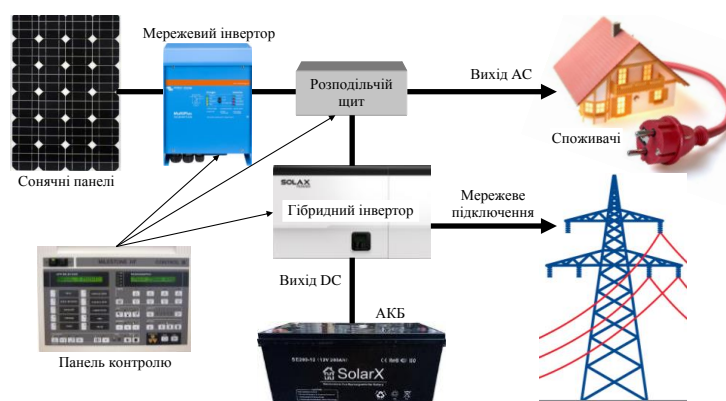 Мережевий інвертор
Розподільчій
щит
Вихід АС
Споживачі
Сонячні панелі
SOLAX
Гібридний інвертор
Мережеве
підключення
Вихід DC
АКБ
Панель контролю
SolarX